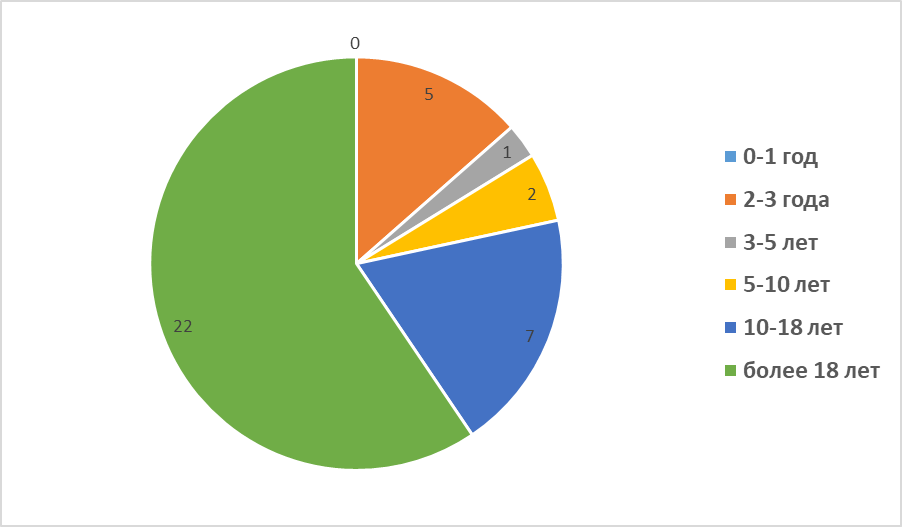 0
5
1
2
7
22
0-1 год
2-3 года
3-5 лет
5-10 лет
10-18 лет
более 18 лет